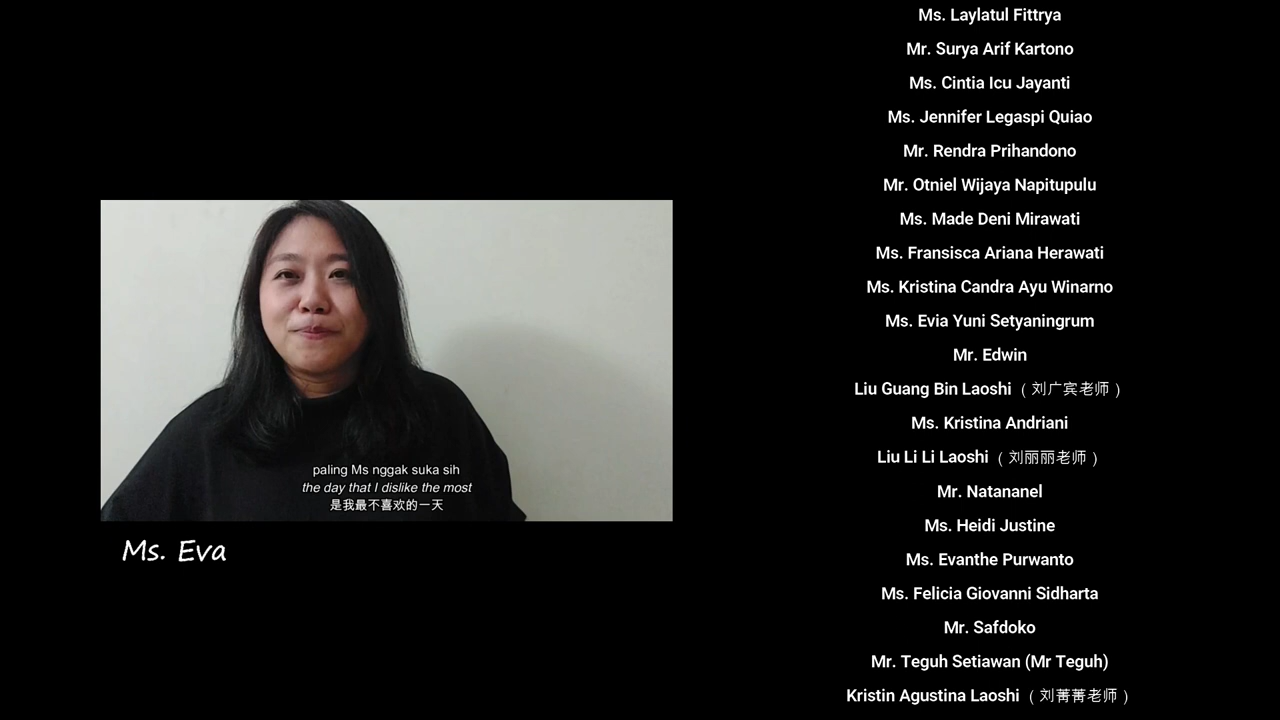 paling Ms nggak suka sih
the day that I dislike the most
是我最不喜欢的一天
Ms. Eva
Ms. Laylatul Fittrya
Mr. Surya Arif Kartono
Ms. Cintia Icu Jayanti
Ms. Jennifer Legaspi Quiao
Mr. Rendra Prihandono
Mr. Otniel Wijaya Napitupulu
Ms. Made Deni Mirawati
Ms. Fransisca Ariana Herawati
Ms. Kristina Candra Ayu Winarno
Ms. Evia Yuni Setyaningrum
Mr. Edwin
Liu Guang Bin Laoshi （刘广宾老师）
Ms. Kristina Andriani
Liu Li Li Laoshi （刘丽丽老师）
Mr. Natananel
Ms. Heidi Justine
Ms. Evanthe Purwanto
Ms. Felicia Giovanni Sidharta
Mr. Safdoko
Mr. Teguh Setiawan (Mr Teguh)
Kristin Agustina Laoshi （刘菁菁老师）